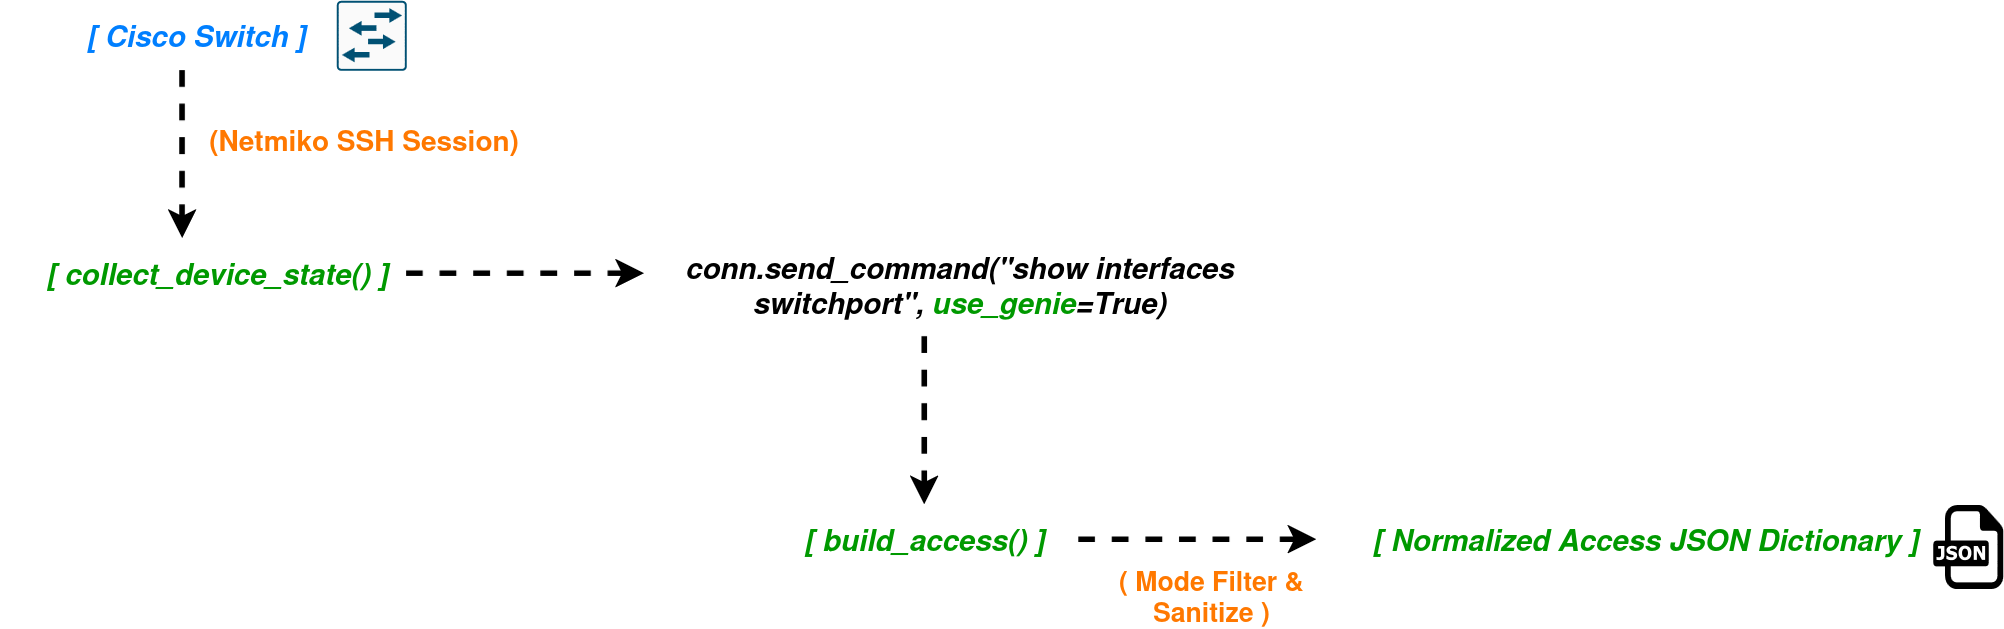 [ Cisco Switch ]
(Netmiko SSH Session)
[ collect_device_state() ]
conn.send_command("show interfaces
switchport", use_genie=True)
[ build_access() ]
( Mode Filter &
Sanitize )
[ Normalized Access JSON Dictionary ]
JSON